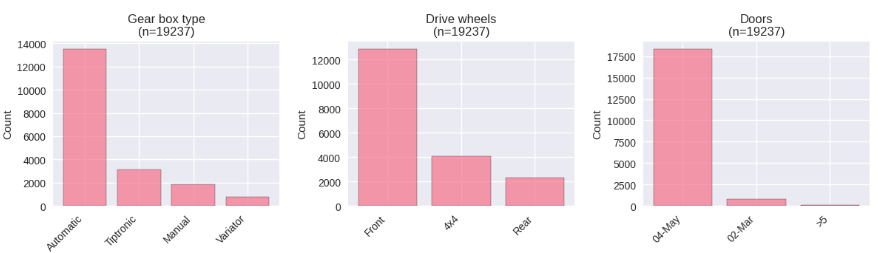 Gear box type
(n=19237)
Count
14000
12000
10000
8000
6000
4000
2000
0
Automatic
Tiptronic
Manual
Variator
Drive wheels
(n=19237)
Count
12000
10000
8000
6000
4000
2000
0
Front
4x4
Rear
Doors
(n=19237)
Count
17500
15000
12500
10000
7500
5000
2500
0
04-May
02-Mar
>5